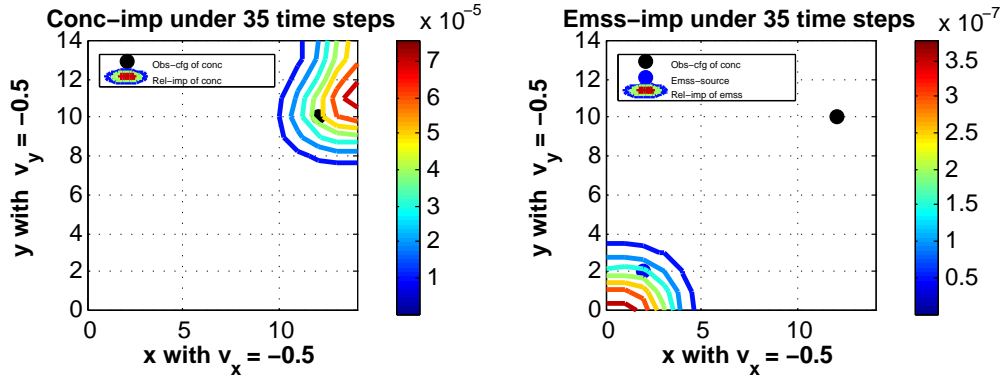 Conc−imp under 35 time steps
x 10−5
14
12
10
8
6
4
2
0
0
5
10
y with v_y = −0.5
x with v_x = −0.5
Obs−cfg of conc
Rel−imp of conc
7
6
5
4
3
2
1
Emss−imp under 35 time steps
x 10−7
14
12
10
8
6
4
2
0
0
5
10
y with v_y = −0.5
x with v_x = −0.5
Obs−cfg of conc
Emss−source
Rel−imp of emss
3.5
3
2.5
2
1.5
1
0.5